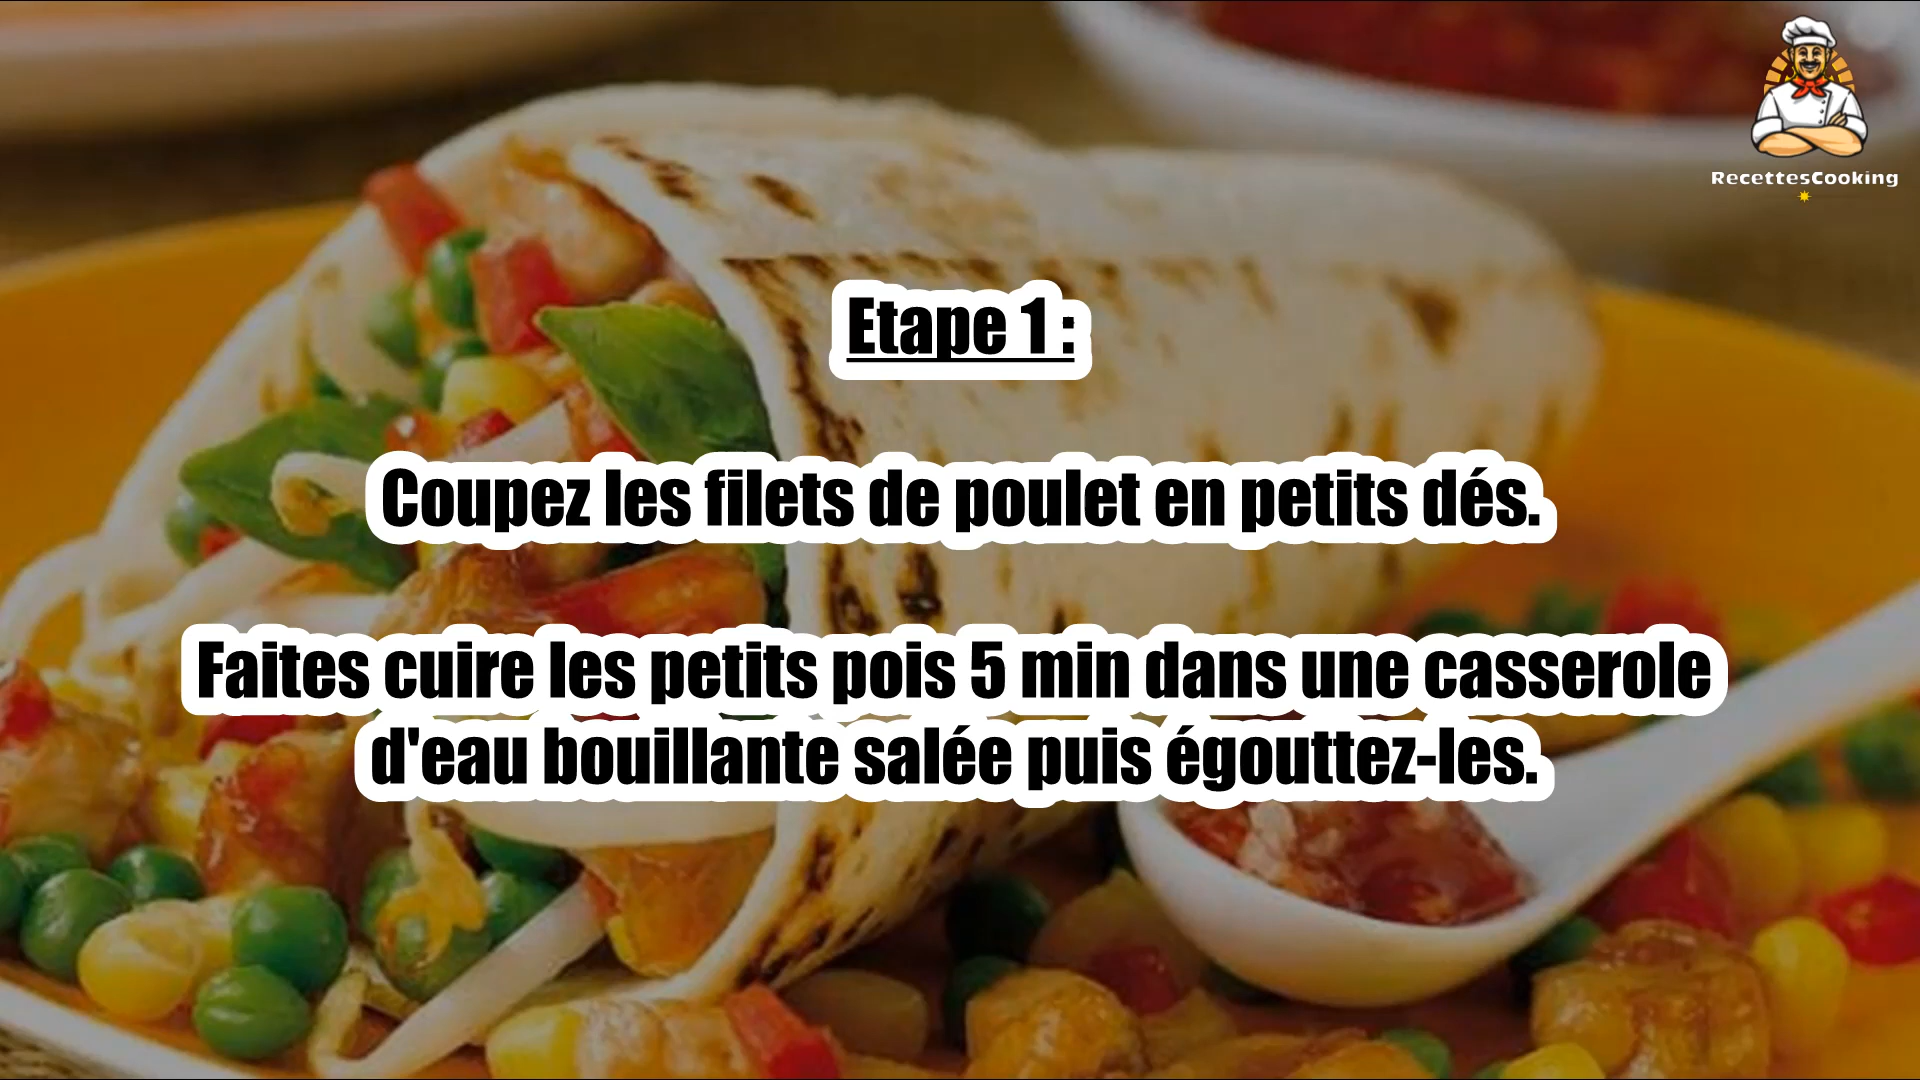 RecettesCooking
Etape 1 :
Coupez les filets de poulet en petits dés.
Faites cuire les petits pois 5 min dans une casserole
d'eau bouillante salée puis égouttez-les.